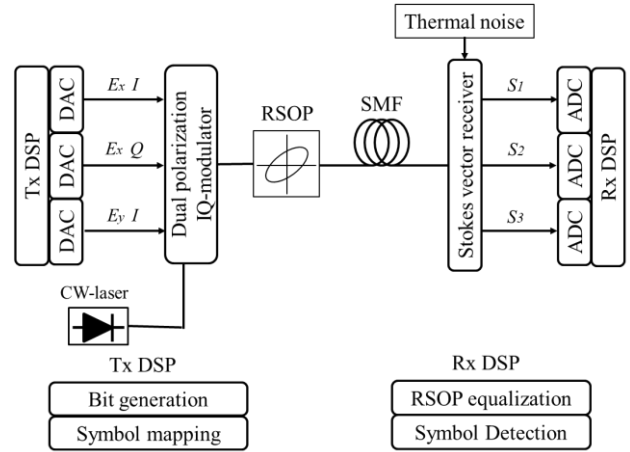 Thermal noise
Tx DSP
DAC
DAC
DAC
Ex I
Ex Q
Ey I
Dual polarization
IQ-modulator
RSOP
SMF
Stokes vector receiver
S1
S2
S3
ADC
ADC
ADC
Rx DSP
CW-laser
Tx DSP
Bit generation
Symbol mapping
Rx DSP
RSOP equalization
Symbol Detection